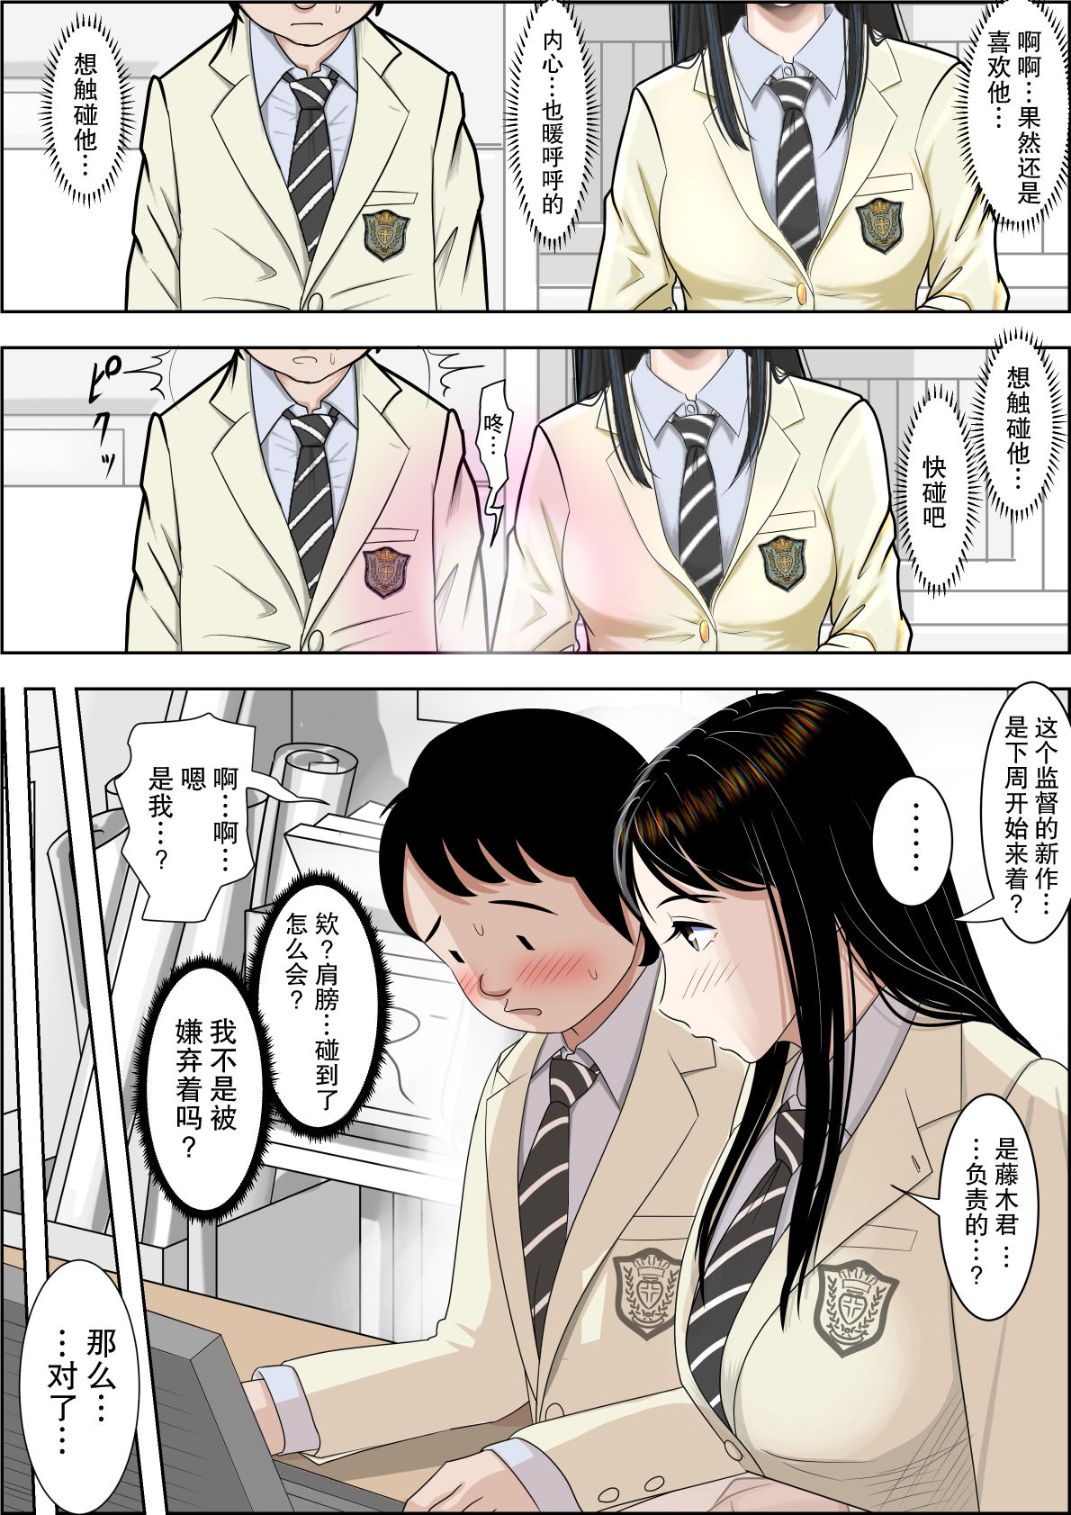 啊啊…果然还是
喜欢他…
内心…也暖呼呼的
想触碰他…
想触碰他…
快碰吧
咚…
ピクッ
这个监督的新作…
是下周开始来着？
……
啊…啊…
嗯
是我…？
欸？肩膀…碰到了
怎么会？
我不是被
嫌弃着吗？
是藤木君…
…负责的…？
那么…
…对了…